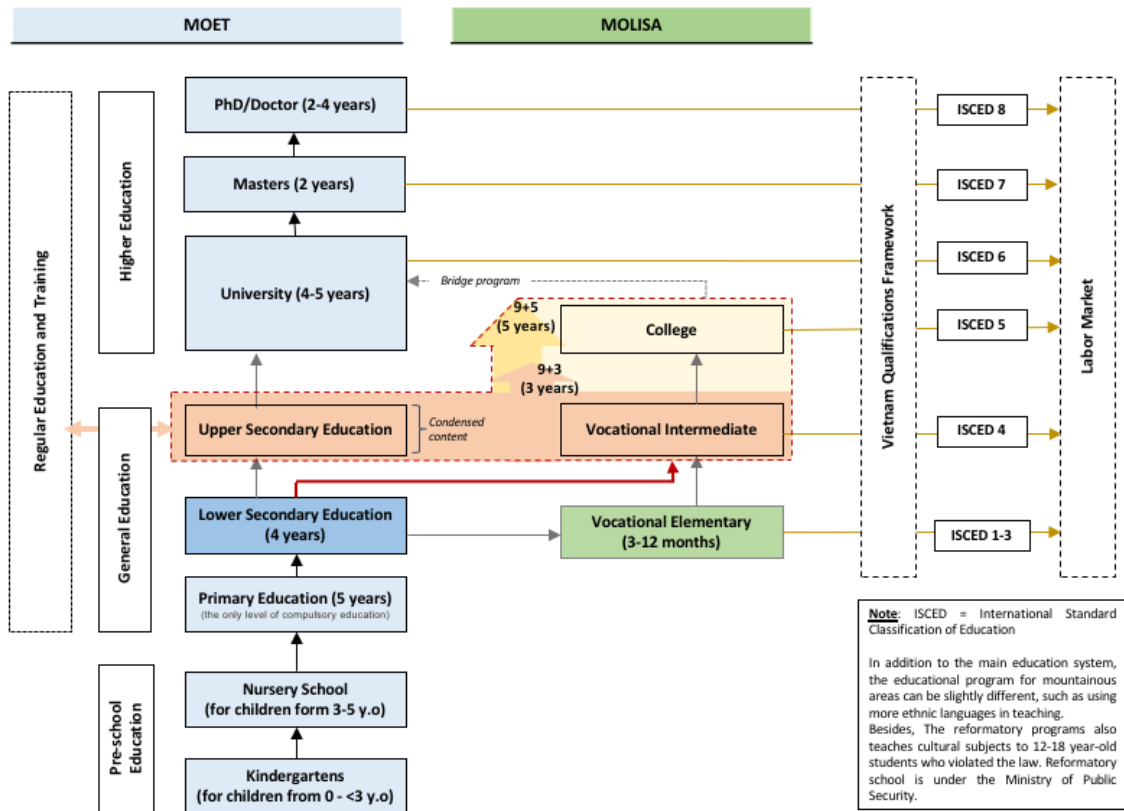 MOET
MOLISA
Regular Education and Training
Higher Education
General Education
Pre-school
Education
PhD/Doctor (2-4 years)
Masters (2 years)
University (4-5 years)
Bridge program
9+5
(5 years)
9+3
(3 years)
College
Upper Secondary Education
Condensed
content
Vocational Intermediate
Lower Secondary Education
(4 years)
Vocational Elementary
(3-12 months)
Primary Education (5 years)
(the only level of compulsory education)
Nursery School
(for children form 3-5 y.o)
Kindergartens
(for children from 0 - <3 y.o)
Vietnam Qualifications Framework
ISCED 8
ISCED 7
ISCED 6
ISCED 5
ISCED 4
ISCED 1-3
Labor Market
Note: ISCED = International Standard
Classification of Education
In addition to the main education system,
the educational program for mountainous
areas can be slightly different, such as using
more ethnic languages in teaching.
Besides, The reformatory programs also
teaches cultural subjects to 12-18 year-old
students who violated the law. Reformatory
school is under the Ministry of Public
Security.